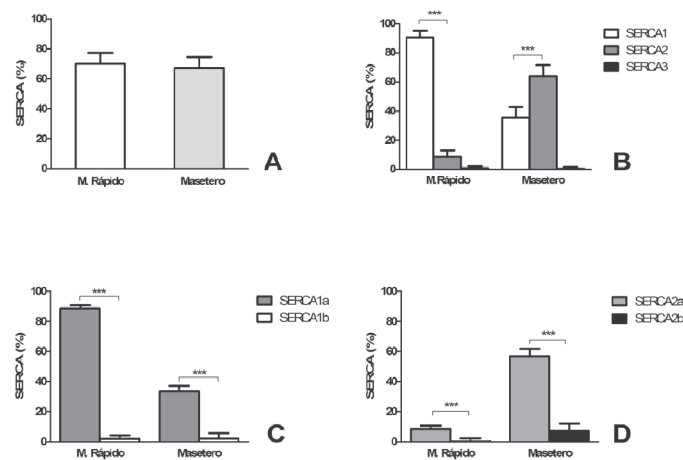 SERCA (%)
100
80
60
40
20
0
M. Rápido Masetero
A
SERCA (%)
100
80
60
40
20
0
***
***
M.Rápido Masetero
SERCA1
SERCA2
SERCA3
B
SERCA (%)
100
80
60
40
20
0
***
***
M. Rápido Masetero
SERCA1a
SERCA1b
C
SERCA (%)
100
80
60
40
20
0
***
***
M. Rápido Masetero
SERCA2a
SERCA2b
D